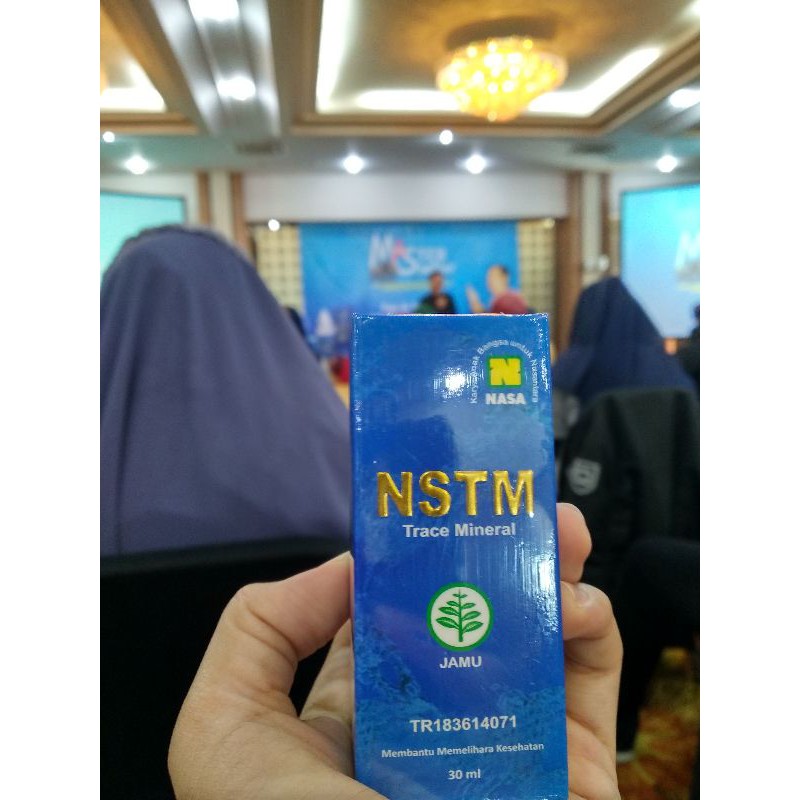 Karya Anak Bangsa untuk Nusantara
N
NASA
NSTM
Trace Mineral
JAMU
TR183614071
Membantu Memelihara Kesehatan
30 ml